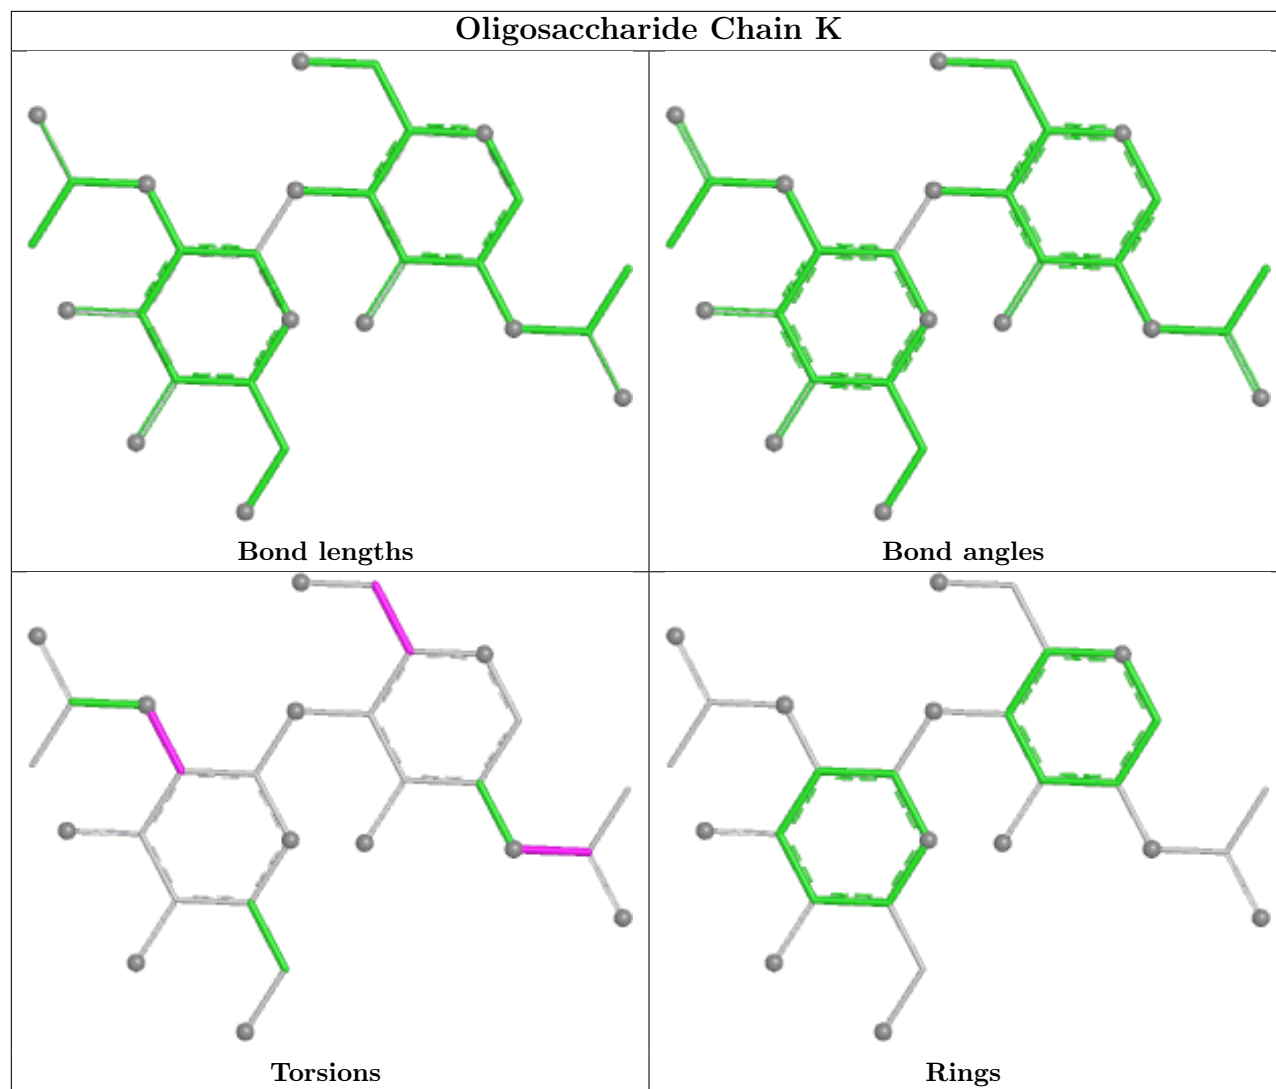 Oligosaccharide Chain K
Bond lengths
Bond angles
Torsions
Rings